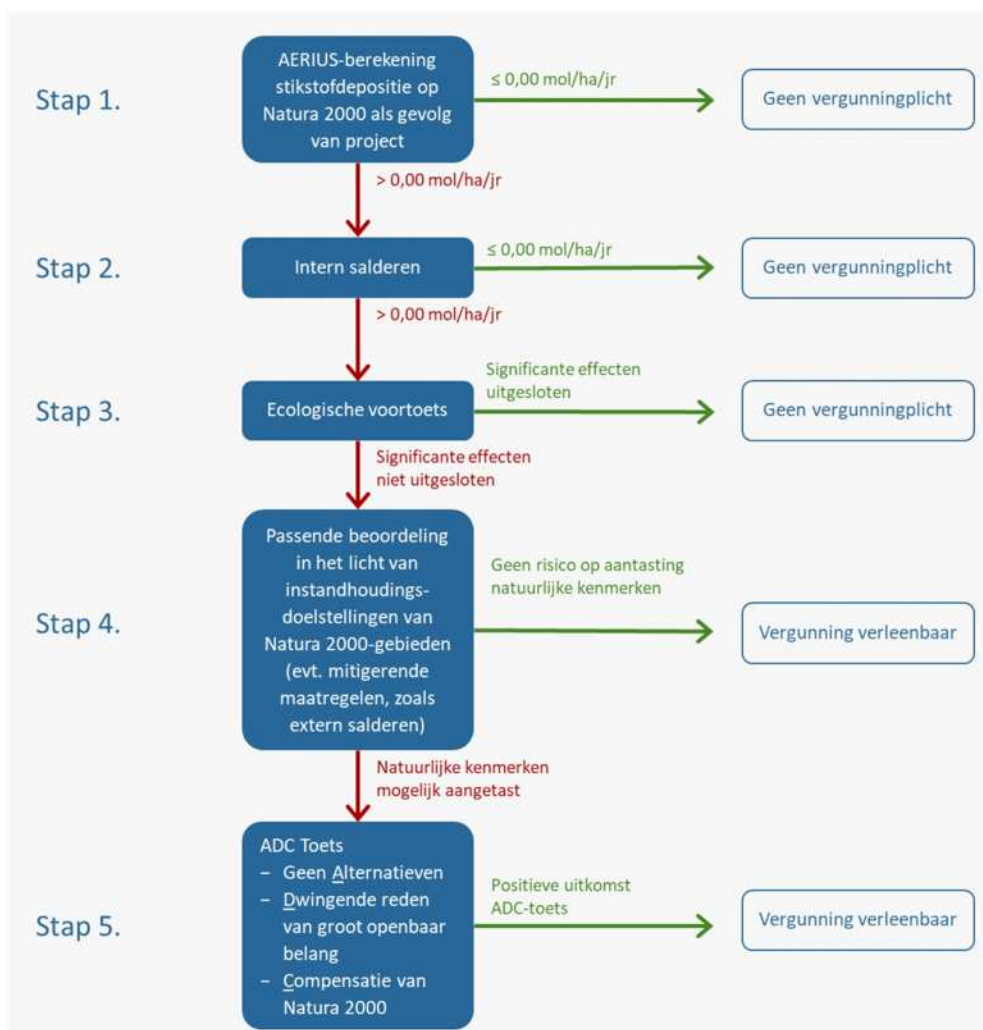 Stap 1.
AERIUS-berekening
stikstofdepositie op
Natura 2000 als gevolg
van project
≤ 0,00 mol/ha/jr
Geen vergunningplicht
> 0,00 mol/ha/jr
Stap 2.
Intern salderen
≤ 0,00 mol/ha/jr
Geen vergunningplicht
> 0,00 mol/ha/jr
Stap 3.
Ecologische voortoets
Significante effecten
uitgesloten
Geen vergunningplicht
Significante effecten
niet uitgesloten
Stap 4.
Passende beoordeling
in het licht van
instandhoudings-
doelstellingen van
Natura 2000-gebieden
(evt. mitigerende
maatregelen, zoals
extern salderen)
Geen risico op aantasting
natuurlijke kenmerken
Vergunning verleenbaar
Natuurlijke kenmerken
mogelijk aangetast
Stap 5.
ADC Toets
– Geen Alternatieven
– Dwingende reden
van groot openbaar
belang
– Compensatie van
Natura 2000
Positieve uitkomst
ADC-toets
Vergunning verleenbaar